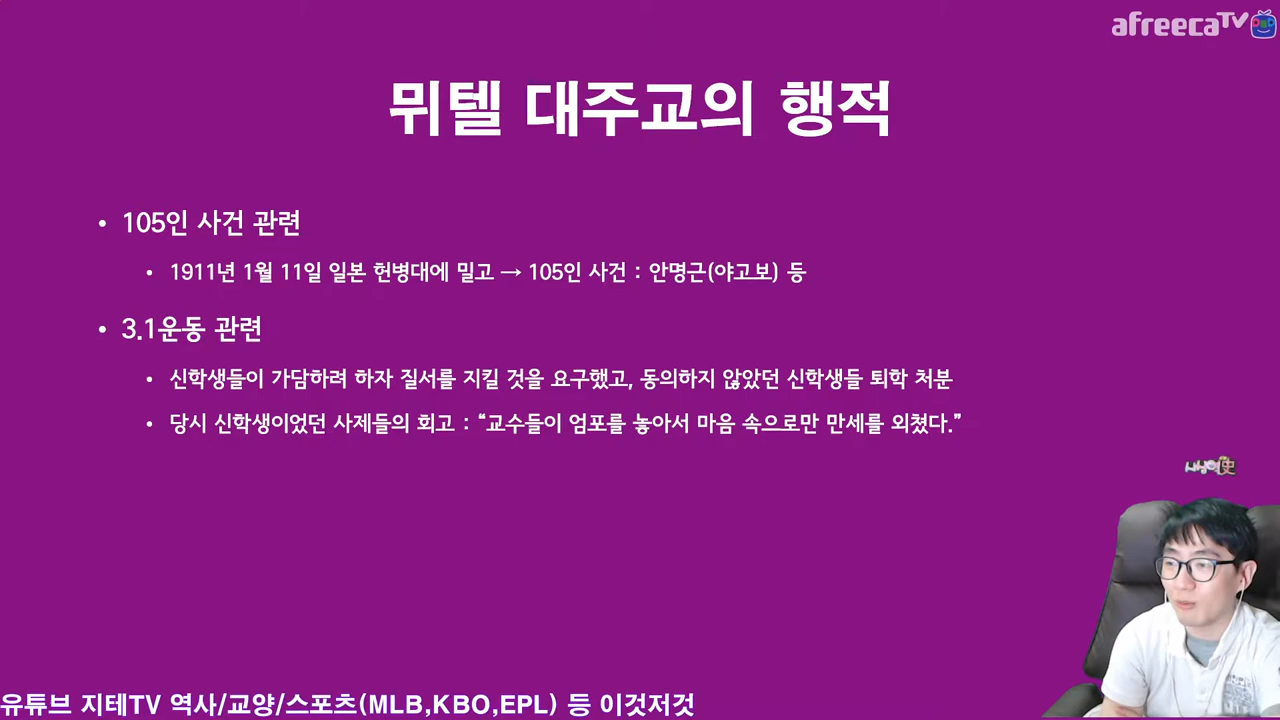 afreecaTV
뮈텔 대주교의 행적
• 105인 사건 관련
• 1911년 1월 11일 일본 헌병대에 밀고 → 105인 사건 : 안명근(야고보) 등
• 3.1운동 관련
• 신학생들이 가담하려 하자 질서를 지킬 것을 요구했고, 동의하지 않았던 신학생들 퇴학 처분
• 당시 신학생이었던 사제들의 회고 : “교수들이 엄포를 놓아서 마음 속으로만 만세를 외쳤다.”
유튜브 지테TV 역사/교양/스포츠(MLB,KBO,EPL) 등 이것저것